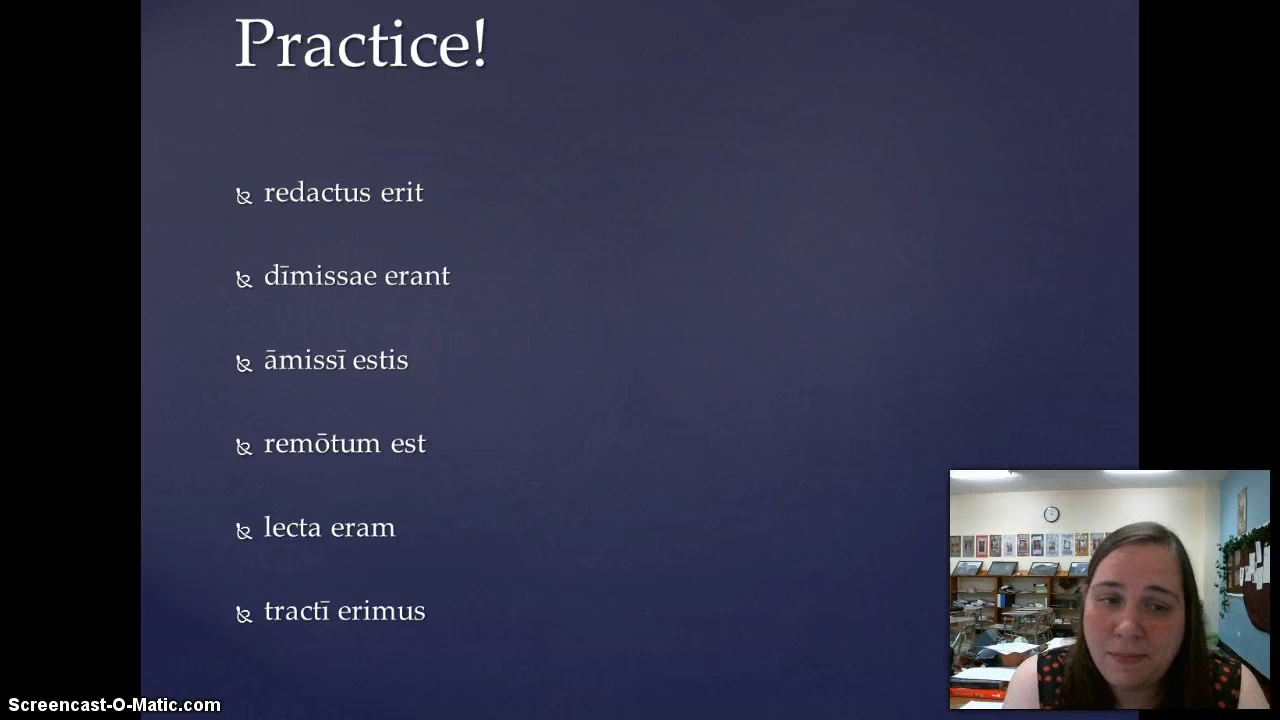 Practice!
redactus erit
dīmissae erant
āmissī estis
remōtum est
lecta eram
tractī erimus
Screencast-O-Matic.com